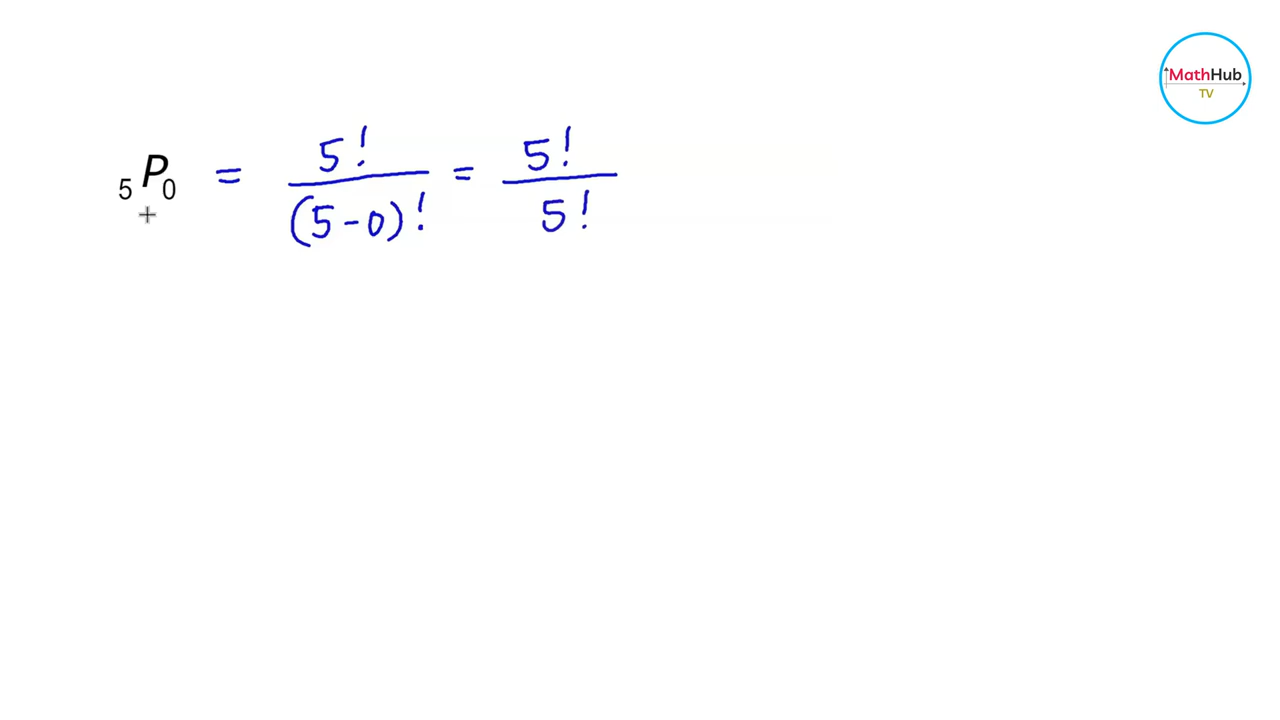 MathHub
TV
₅P₀ = 5! / (5-0)! = 5! / 5!